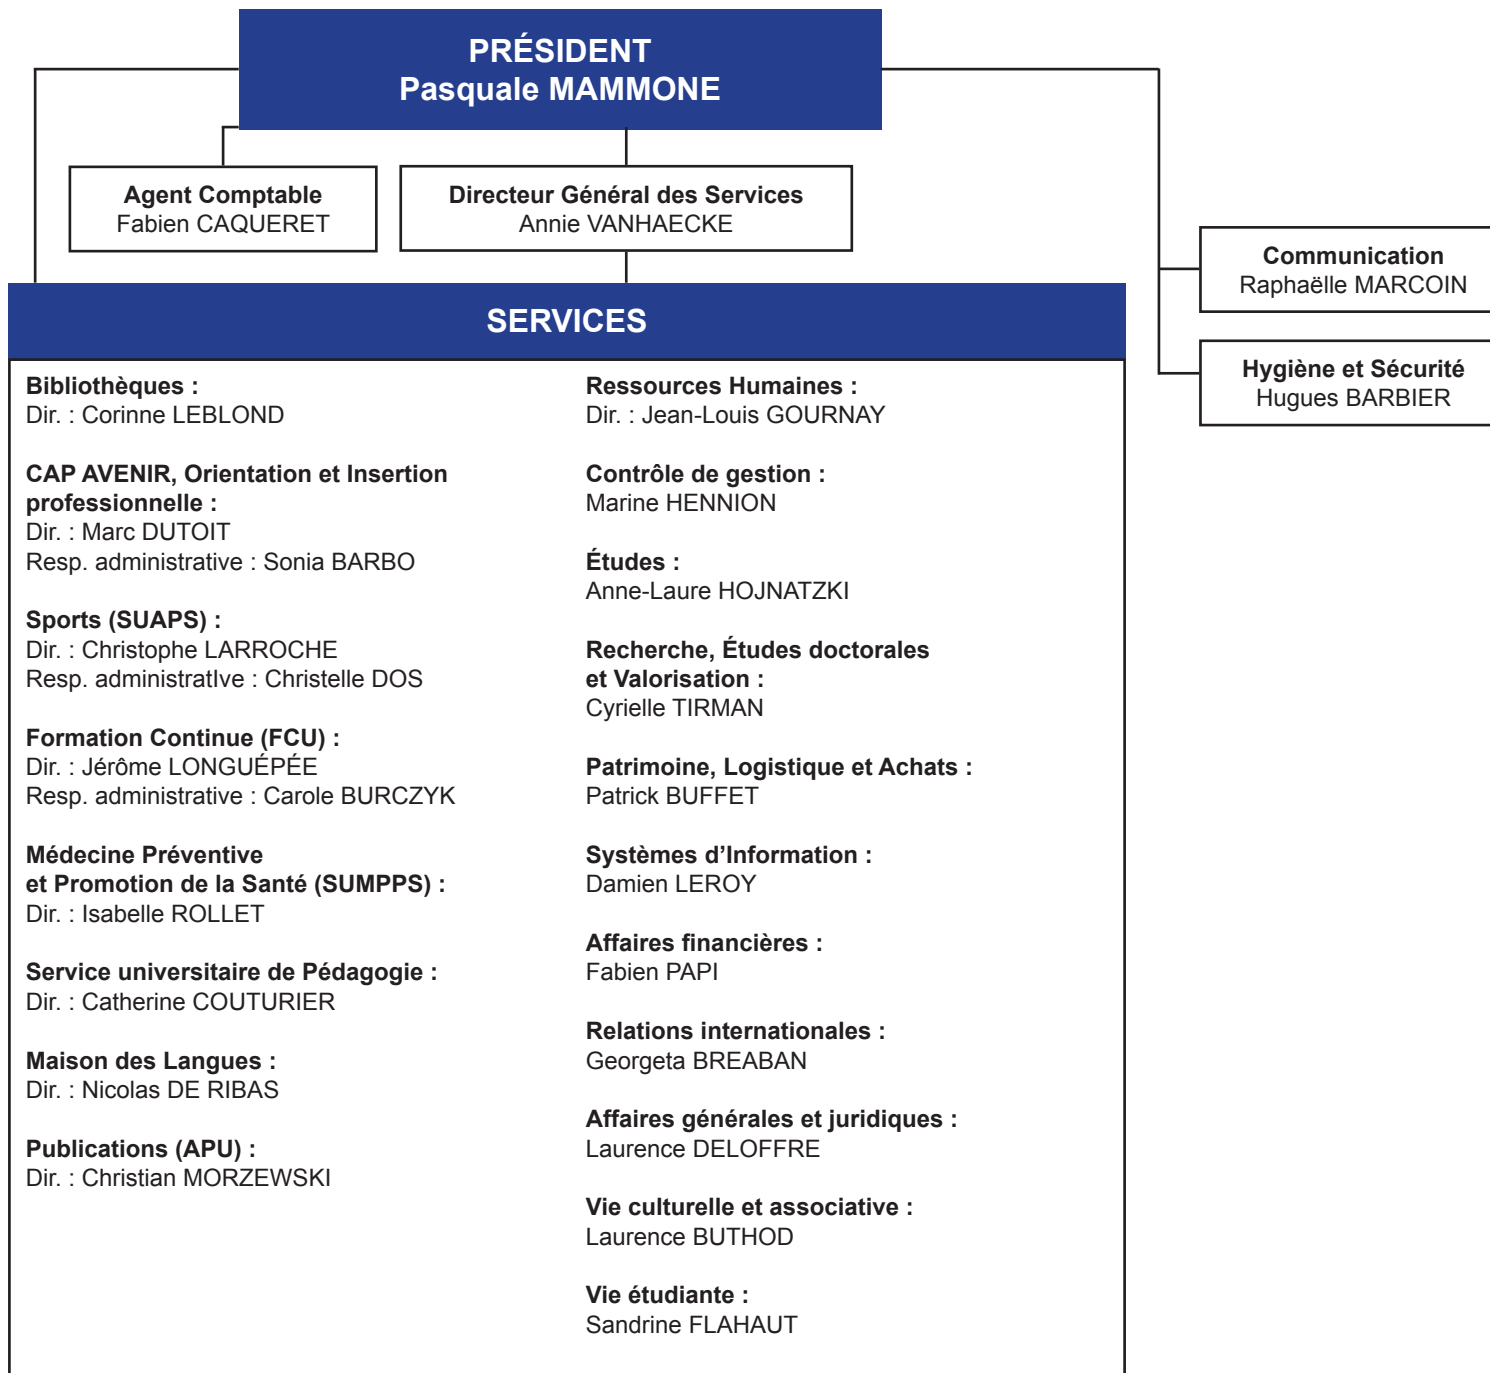 PRÉSIDENT
Pasquale MAMMONE
Agent Comptable
Fabien CAQUERET
Directeur Général des Services
Annie VANHAECKE
Communication
Raphaëlle MARCOIN
Hygiène et Sécurité
Hugues BARBIER
SERVICES
Bibliothèques :
Dir. : Corinne LEBLOND
CAP AVENIR, Orientation et Insertion
professionnelle :
Dir. : Marc DUTOIT
Resp. administrative : Sonia BARBO
Sports (SUAPS) :
Dir. : Christophe LARROCHE
Resp. administratIve : Christelle DOS
Formation Continue (FCU) :
Dir. : Jérôme LONGUÉPÉE
Resp. administrative : Carole BURCZYK
Médecine Préventive
et Promotion de la Santé (SUMPPS) :
Dir. : Isabelle ROLLET
Service universitaire de Pédagogie :
Dir. : Catherine COUTURIER
Maison des Langues :
Dir. : Nicolas DE RIBAS
Publications (APU) :
Dir. : Christian MORZEWSKI
Ressources Humaines :
Dir. : Jean-Louis GOURNAY
Contrôle de gestion :
Marine HENNION
Études :
Anne-Laure HOJNATZKI
Recherche, Études doctorales
et Valorisation :
Cyrielle TIRMAN
Patrimoine, Logistique et Achats :
Patrick BUFFET
Systèmes d’Information :
Damien LEROY
Affaires financières :
Fabien PAPI
Relations internationales :
Georgeta BREABAN
Affaires générales et juridiques :
Laurence DELOFFRE
Vie culturelle et associative :
Laurence BUTHOD
Vie étudiante :
Sandrine FLAHAUT